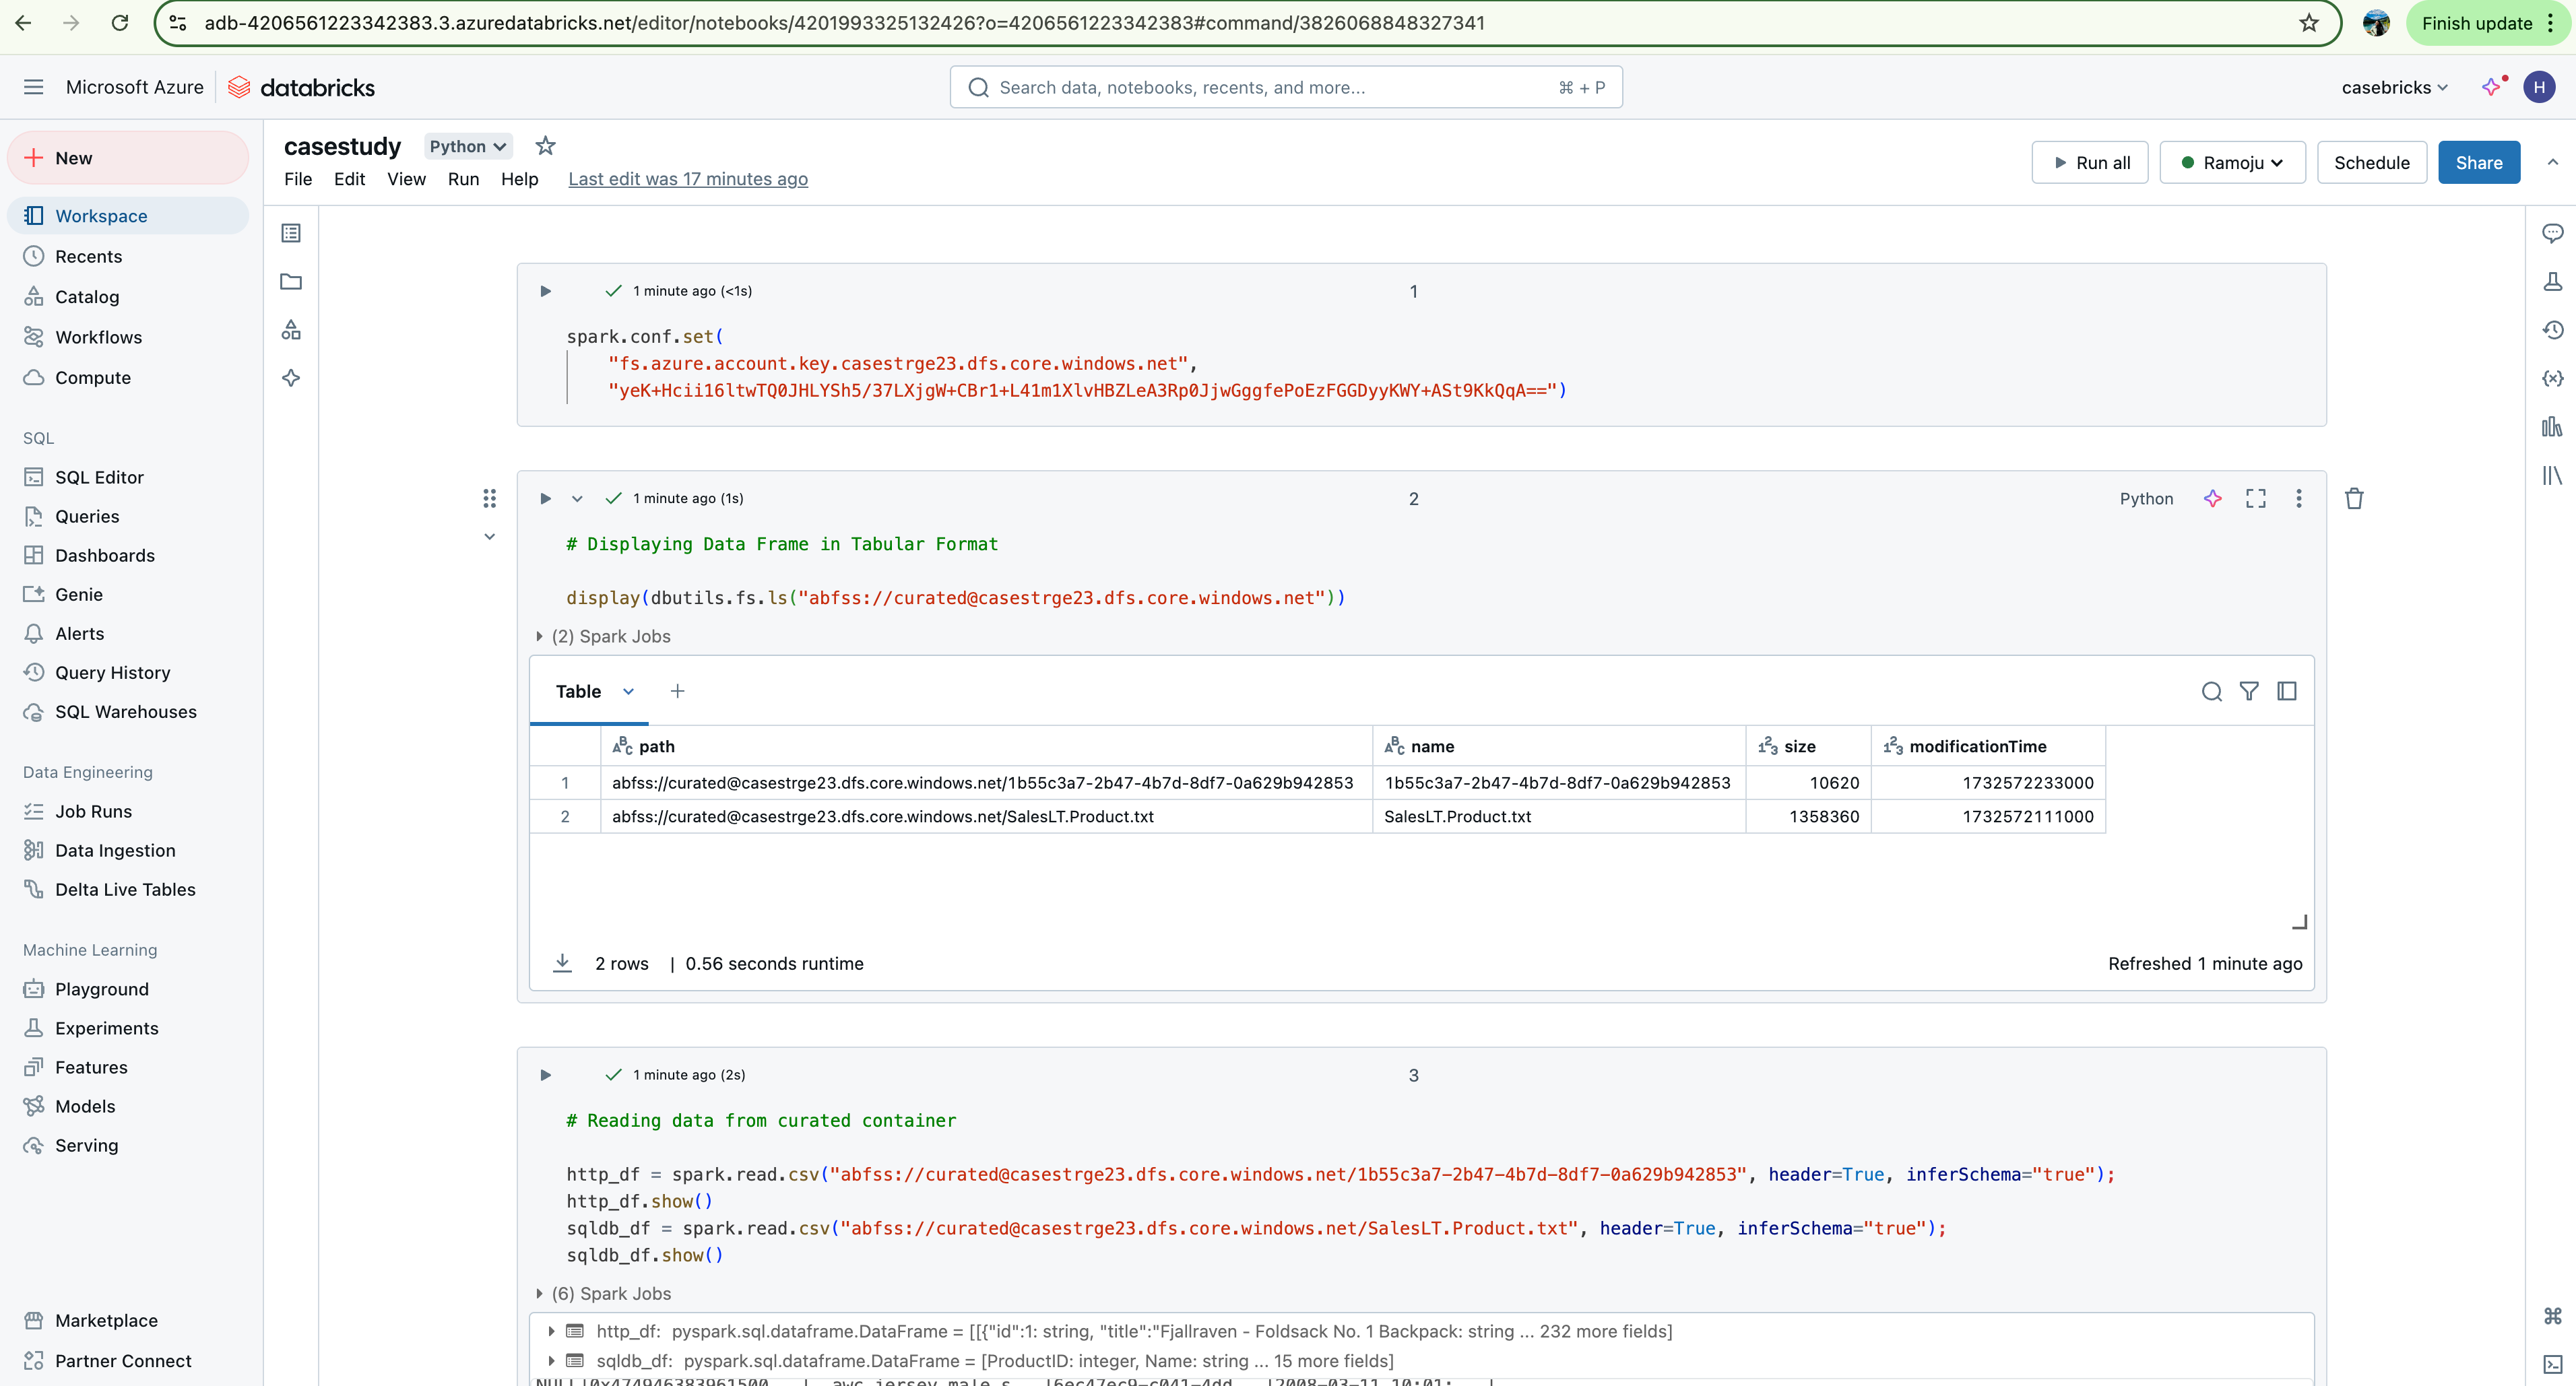 adb-4206561223342383.3.azuredatabricks.net/editor/notebooks/4201993325132426?o=4206561223342383#command/3826068848327341
Finish update
Microsoft Azure
databricks
Search data, notebooks, recents, and more...
⌘ + P
casebricks
H
New
Workspace
Recents
Catalog
Workflows
Compute
SQL
SQL Editor
Queries
Dashboards
Genie
Alerts
Query History
SQL Warehouses
Data Engineering
Job Runs
Data Ingestion
Delta Live Tables
Machine Learning
Playground
Experiments
Features
Models
Serving
Marketplace
Partner Connect
casestudy
Python
File Edit View Run Help Last edit was 17 minutes ago
Run all
Ramoju
Schedule
Share
1 minute ago (<1s)
1
spark.conf.set(
"fs.azure.account.key.casestrge23.dfs.core.windows.net",
"yeK+Hcii16ltwTQ0JHLYSh5/37LXjgW+CBr1+L41m1XlvHBZLeA3Rp0JjwGggfePoEzFGGDyyKWY+ASt9KkQqA==")
1 minute ago (1s)
2
Python
# Displaying Data Frame in Tabular Format
display(dbutils.fs.ls("abfss://curated@casestrge23.dfs.core.windows.net"))
(2) Spark Jobs
Table
path name size modificationTime
1 abfss://curated@casestrge23.dfs.core.windows.net/1b55c3a7-2b47-4b7d-8df7-0a629b942853 1b55c3a7-2b47-4b7d-8df7-0a629b942853 10620 1732572233000
2 abfss://curated@casestrge23.dfs.core.windows.net/SalesLT.Product.txt SalesLT.Product.txt 1358360 1732572111000
2 rows | 0.56 seconds runtime
Refreshed 1 minute ago
1 minute ago (2s)
3
# Reading data from curated container
http_df = spark.read.csv("abfss://curated@casestrge23.dfs.core.windows.net/1b55c3a7-2b47-4b7d-8df7-0a629b942853", header=True, inferSchema="true");
http_df.show()
sqldb_df = spark.read.csv("abfss://curated@casestrge23.dfs.core.windows.net/SalesLT.Product.txt", header=True, inferSchema="true");
sqldb_df.show()
(6) Spark Jobs
http_df: pyspark.sql.dataframe.DataFrame = [[{"id":1: string, "title":"Fjallraven - Foldsack No. 1 Backpack: string ... 232 more fields]
sqldb_df: pyspark.sql.dataframe.DataFrame = [ProductID: integer, Name: string ... 15 more fields]